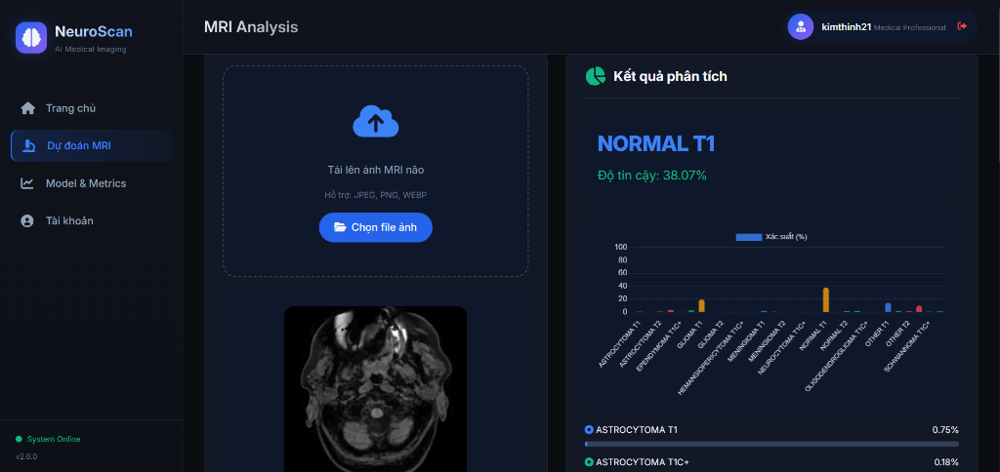 NeuroScan
AI Medical Imaging
Trang chủ
Dự đoán MRI
Model & Metrics
Tài khoản
System Online
v2.0.0
MRI Analysis
kimthinh21 Medical Professional
Tải lên ảnh MRI não
Hỗ trợ: JPEG, PNG, WEBP
Chọn file ảnh
Kết quả phân tích
NORMAL T1
Độ tin cậy: 38.07%
Xác suất (%)
100
80
60
40
20
0
ASTROCYTOMA T1
ASTROCYTOMA T2
EPENDYMOMA T1C+
GLIOMA T1
GLIOMA T2
HEMANGIOPERICYTOMA T1C+
MENINGIOMA T1
MENINGIOMA T2
NEUROCYTOMA T1C+
NORMAL T1
NORMAL T2
OLIGODENDROGLIOMA T1C+
OTHER T1
OTHER T2
SCHWANNOMA T1C+
ASTROCYTOMA T1 0.75%
ASTROCYTOMA T1C+ 0.18%